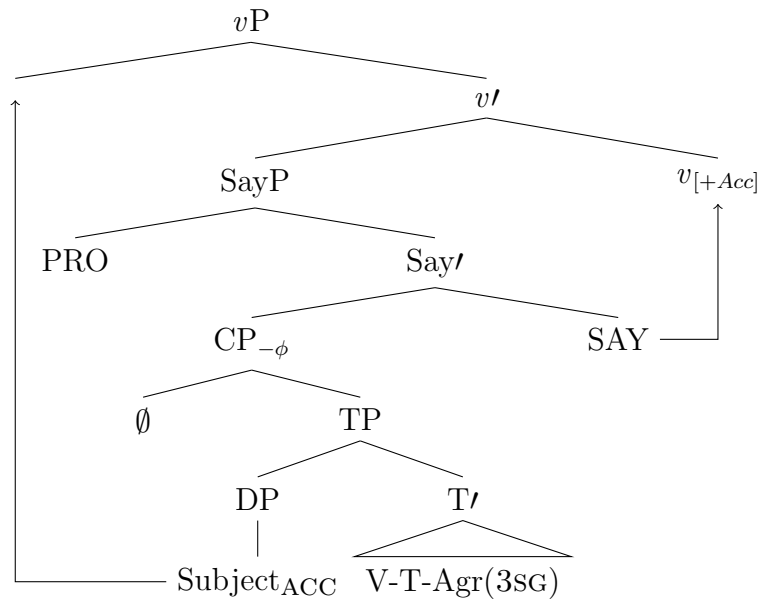 vP
v′
SayP v[+Acc]
PRO Say′
CP−ϕ SAY
∅ TP
DP T′
SubjectACC V-T-Agr(3SG)